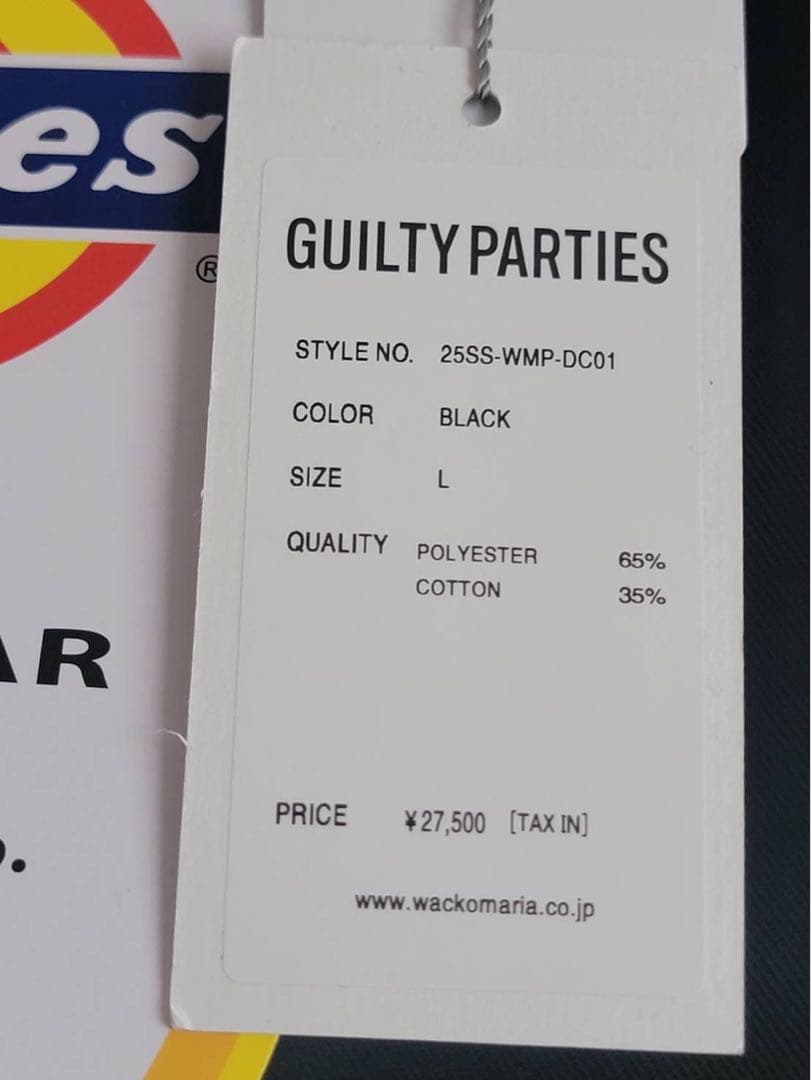 es
®
GUILTY PARTIES
STYLE NO. 25SS-WMP-DC01
COLOR BLACK
SIZE L
QUALITY POLYESTER 65%
COTTON 35%
AR
PRICE ¥27,500 [TAX IN]
www.wackomaria.co.jp